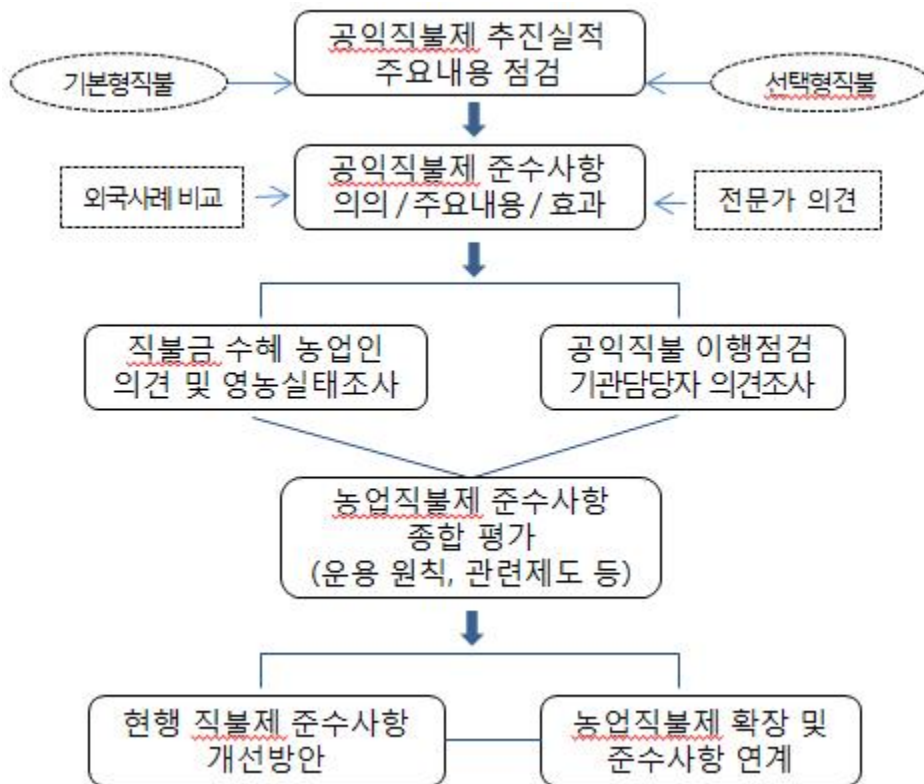 공익직불제 추진실적
주요내용 점검
기본형직불
선택형직불
공익직불제 준수사항
의의 / 주요내용 / 효과
외국사례 비교
전문가 의견
직불금 수혜 농업인
의견 및 영농실태조사
공익직불 이행점검
기관담당자 의견조사
농업직불제 준수사항
종합 평가
(운용 원칙, 관련제도 등)
현행 직불제 준수사항
개선방안
농업직불제 확장 및
준수사항 연계